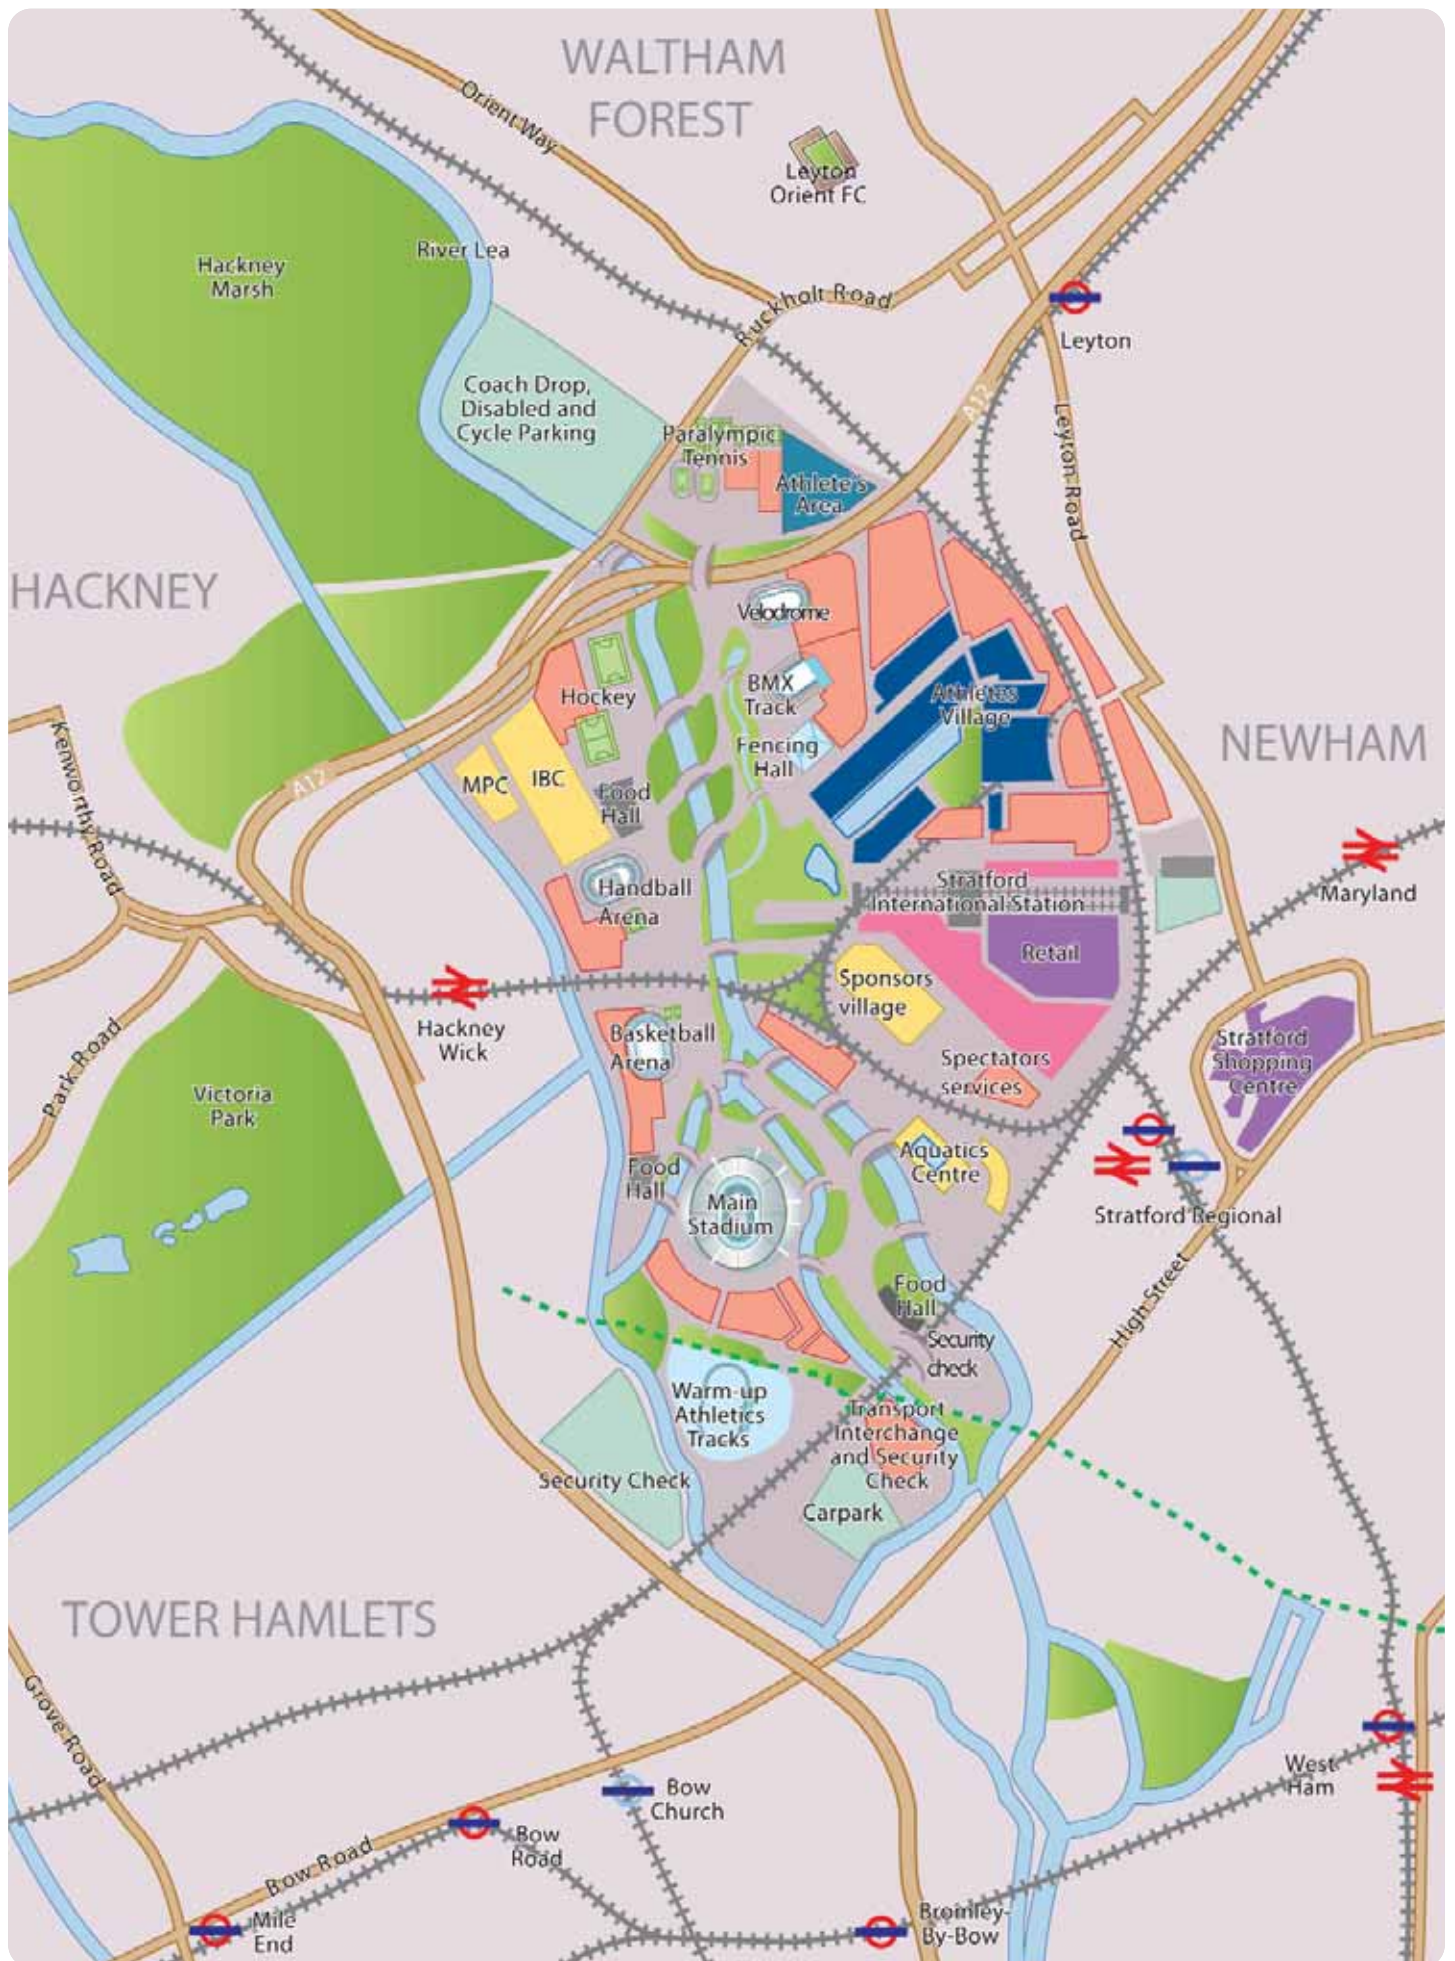 WALTHAM
FOREST
Orient Way
Leyton
Orient FC
River Lea
Hackney
Marsh
Ruckholt Road
Leyton
Coach Drop,
Disabled and
Cycle Parking
A12
Leyton Road
Paralympic
Tennis
Athlete's
Area
HACKNEY
Velodrome
Hockey
BMX
Track
Athletes
Village
NEWHAM
Fencing
Hall
Kenworthy Road
A12
MPC
IBC
Food
Hall
Handball
Arena
Stratford
International Station
Maryland
Retail
Sponsors
village
Hackney
Wick
Basketball
Arena
Spectators
services
Stratford
Shopping
Centre
Park Road
Victoria
Park
Aquatics
Centre
Food
Hall
Main
Stadium
Stratford Regional
High Street
Food
Hall
Security
check
Warm-up
Athletics
Tracks
Transport
Interchange
and Security
Check
Security Check
Carpark
TOWER HAMLETS
Grove Road
West
Ham
Bow
Church
Bow
Road
Bow Road
Mile
End
Bromley-
By-Bow